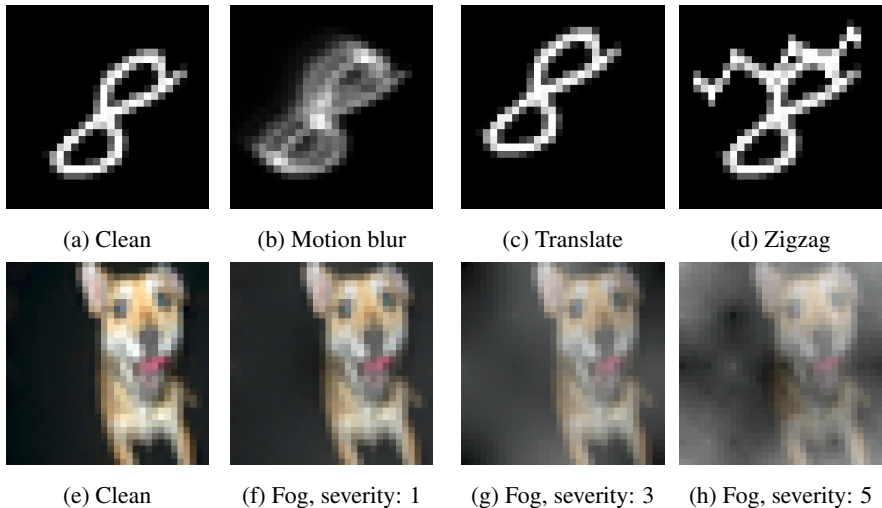 (a) Clean
(b) Motion blur
(c) Translate
(d) Zigzag
(e) Clean
(f) Fog, severity: 1
(g) Fog, severity: 3
(h) Fog, severity: 5